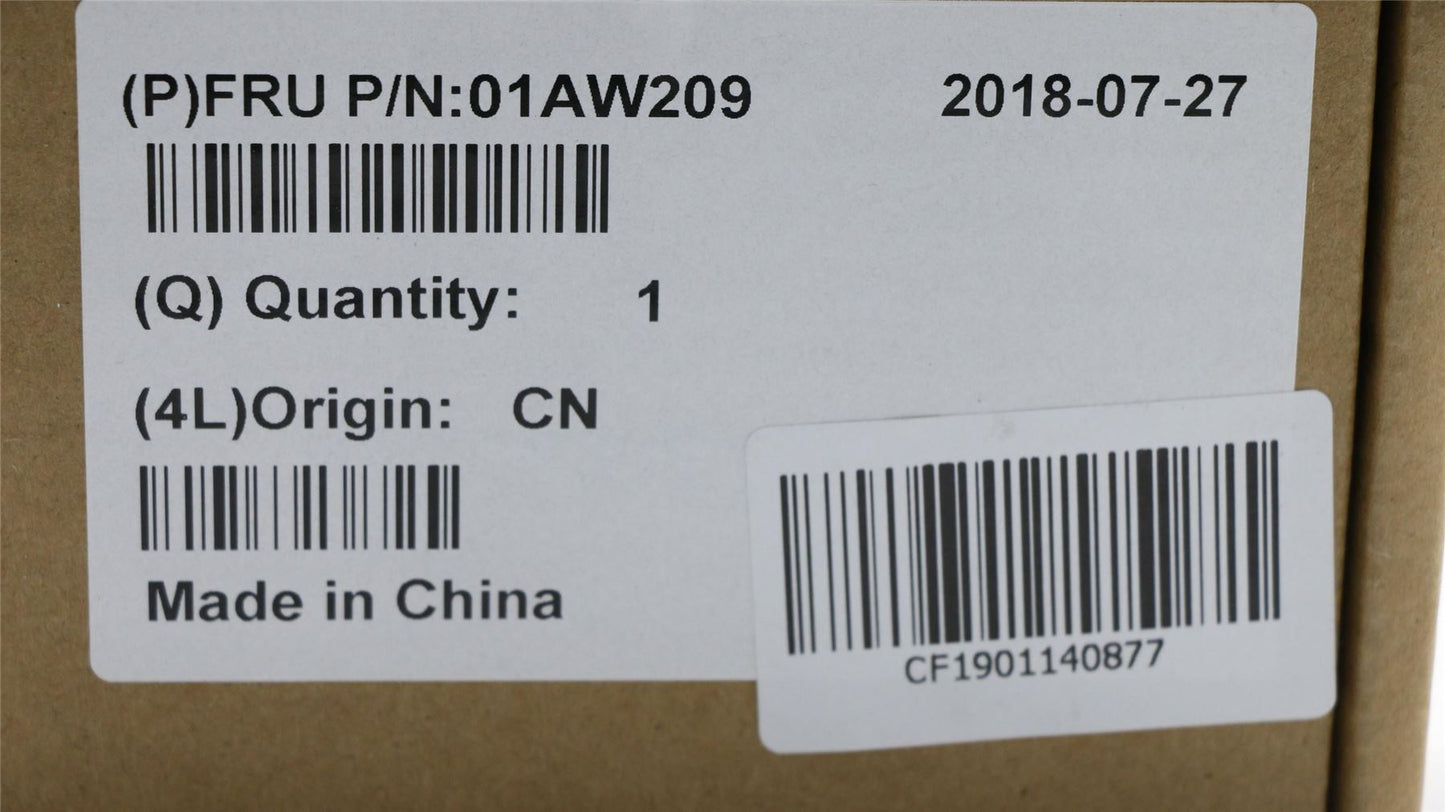 (P)FRU P/N:01AW209 2018-07-27
(Q) Quantity: 1
(4L)Origin: CN
Made in China
CF1901140877